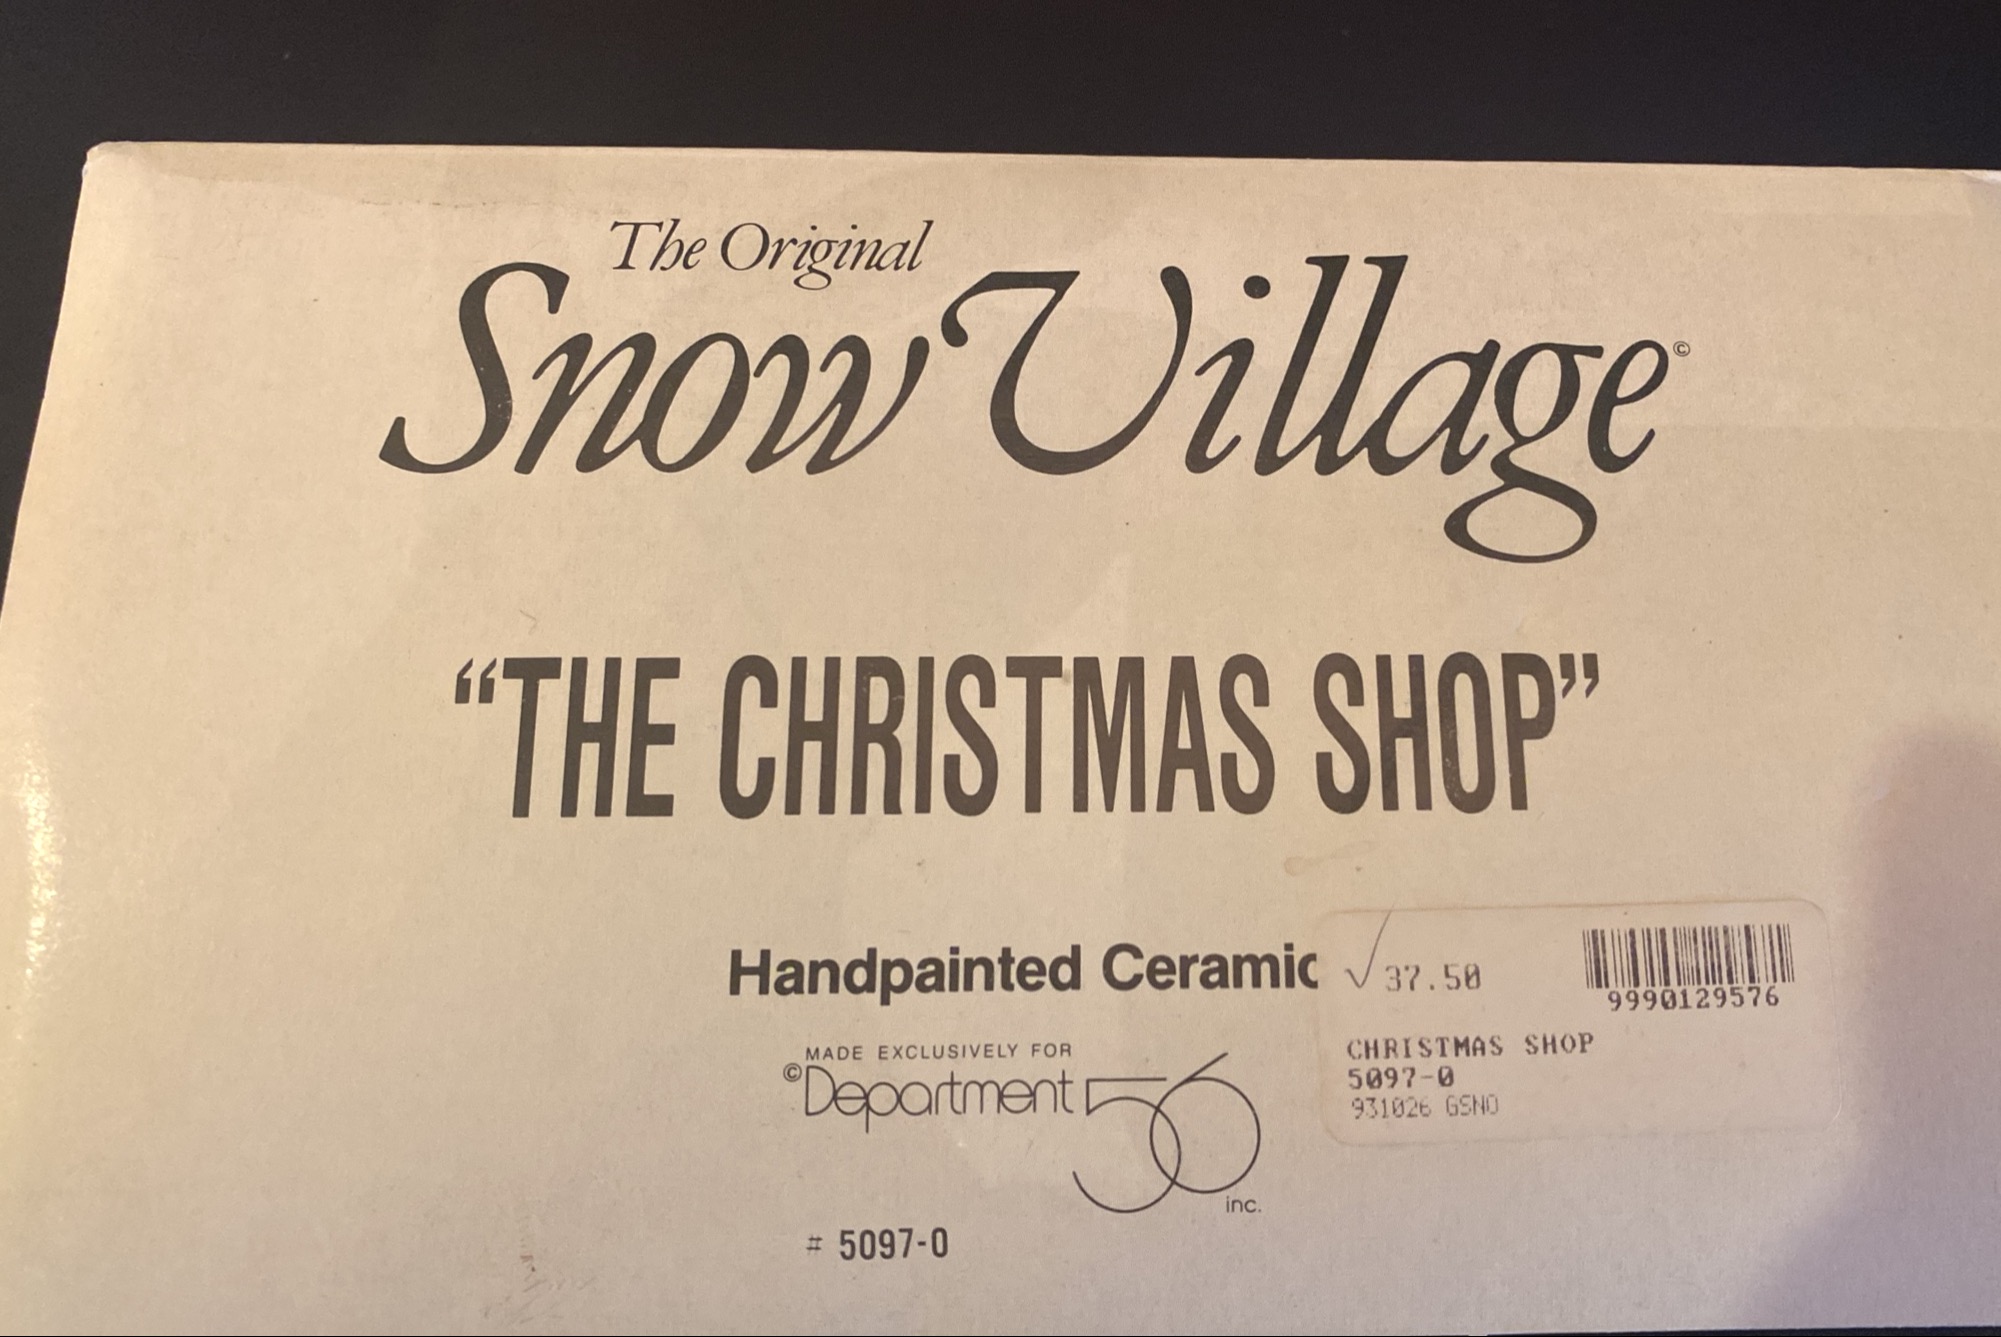 The Original
Snow Village©
“THE CHRISTMAS SHOP”
Handpainted Ceramic
MADE EXCLUSIVELY FOR
©Department 56
inc.
# 5097-0
√37.50
9990129576
CHRISTMAS SHOP
5097-0
931026 GSNO